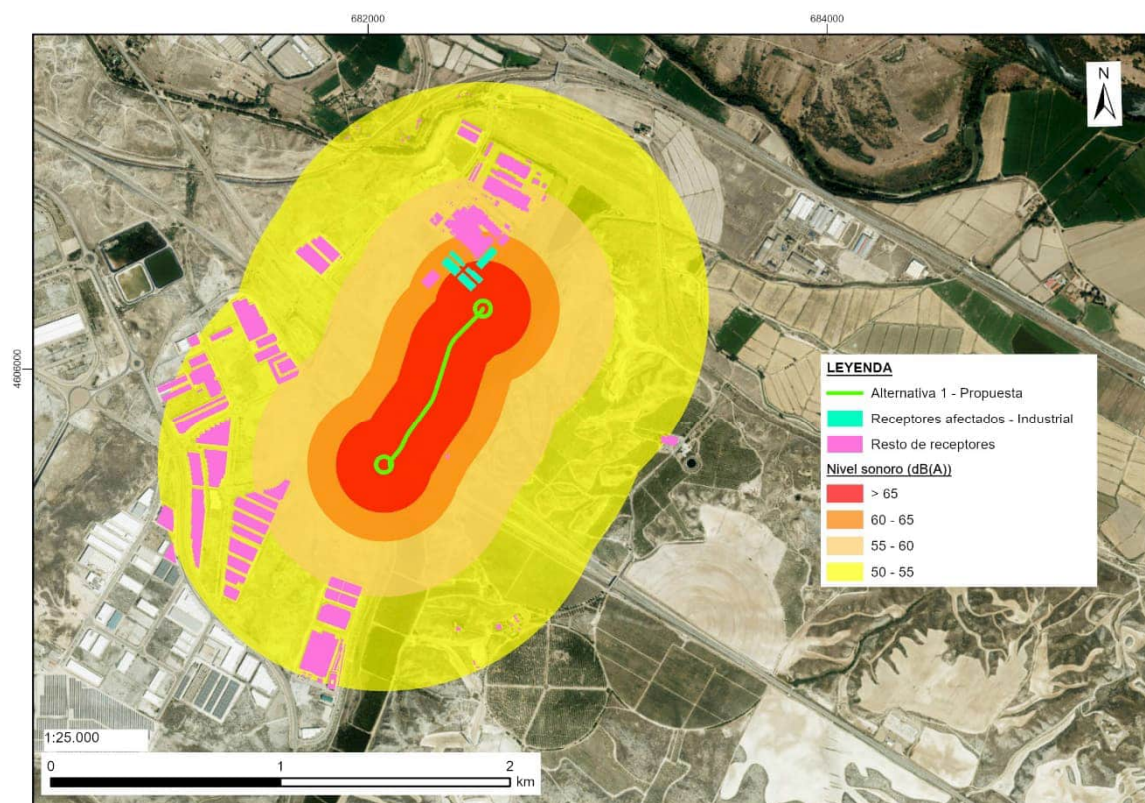 682000
684000
N
4606000
LEYENDA
Alternativa 1 - Propuesta
Receptores afectados - Industrial
Resto de receptores
Nivel sonoro (dB(A))
> 65
60 - 65
55 - 60
50 - 55
1:25.000
0 1 2
km